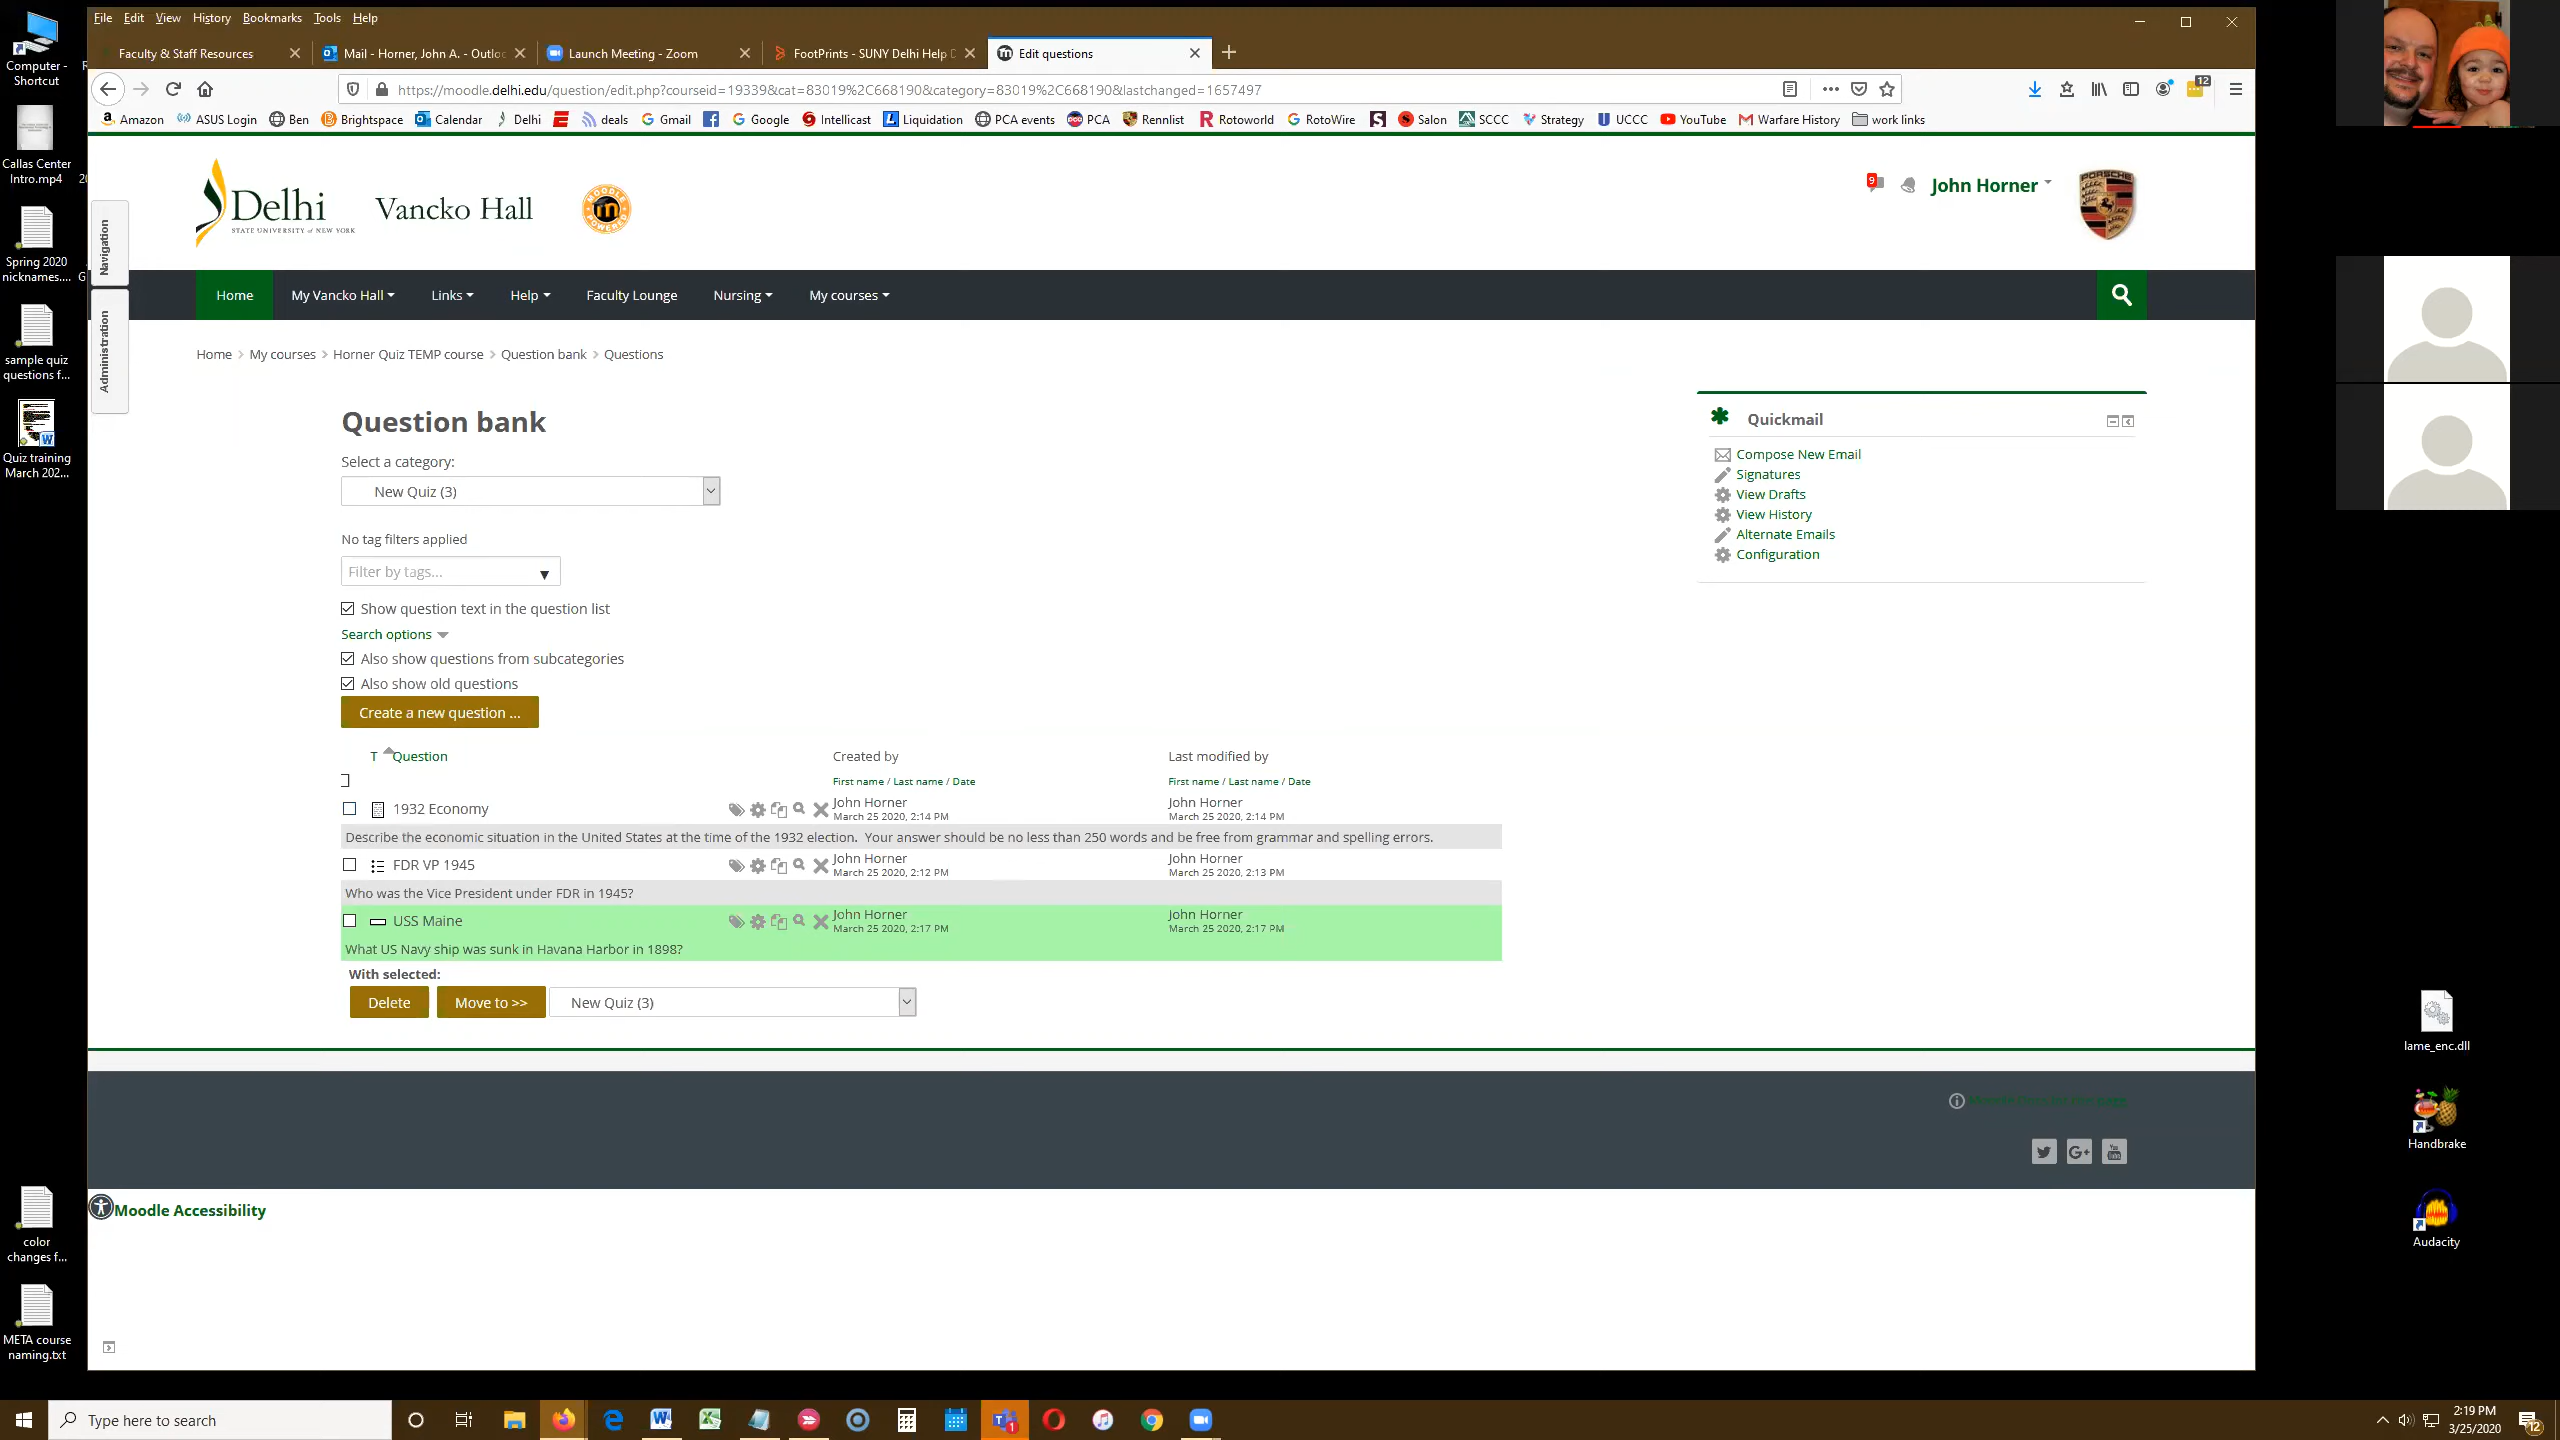 File Edit View History Bookmarks Tools Help
Faculty & Staff Resources
Mail - Horner, John A. - Outlo
Launch Meeting - Zoom
FootPrints - SUNY Delhi Help D
Edit questions
https://moodle.delhi.edu/question/edit.php?courseid=19339&cat=83019%2C668190&category=83019%2C668190&lastchanged=1657497
12
Amazon ASUS Login Ben Brightspace Calendar Delhi deals Gmail Google Intellicast Liquidation PCA events PCA Rennlist Rotoworld RotoWire Salon SCCC Strategy UCCC YouTube Warfare History work links
Computer - Shortcut
Callas Center Intro.mp4
Spring 2020 nicknames....
sample quiz questions f...
Quiz training March 202...
color changes f...
META course naming.txt
Navigation
Administration
Delhi
STATE UNIVERSITY of NEW YORK
Vancko Hall
MOODLE
m
POWERED
9
John Horner
PORSCHE
Home My Vancko Hall Links Help Faculty Lounge Nursing My courses
Home > My courses > Horner Quiz TEMP course > Question bank > Questions
Question bank
Select a category:
New Quiz (3)
No tag filters applied
Filter by tags...
Show question text in the question list
Search options
Also show questions from subcategories
Also show old questions
Create a new question ...
T Question Created by Last modified by
First name / Last name / Date First name / Last name / Date
1932 Economy John Horner John Horner
March 25 2020, 2:14 PM March 25 2020, 2:14 PM
Describe the economic situation in the United States at the time of the 1932 election. Your answer should be no less than 250 words and be free from grammar and spelling errors.
FDR VP 1945 John Horner John Horner
March 25 2020, 2:12 PM March 25 2020, 2:13 PM
Who was the Vice President under FDR in 1945?
USS Maine John Horner John Horner
March 25 2020, 2:17 PM March 25 2020, 2:17 PM
What US Navy ship was sunk in Havana Harbor in 1898?
With selected:
Delete Move to >> New Quiz (3)
Quickmail
Compose New Email
Signatures
View Drafts
View History
Alternate Emails
Configuration
Moodle Accessibility
lame_enc.dll
Handbrake
Audacity
Type here to search
2:19 PM
3/25/2020
12